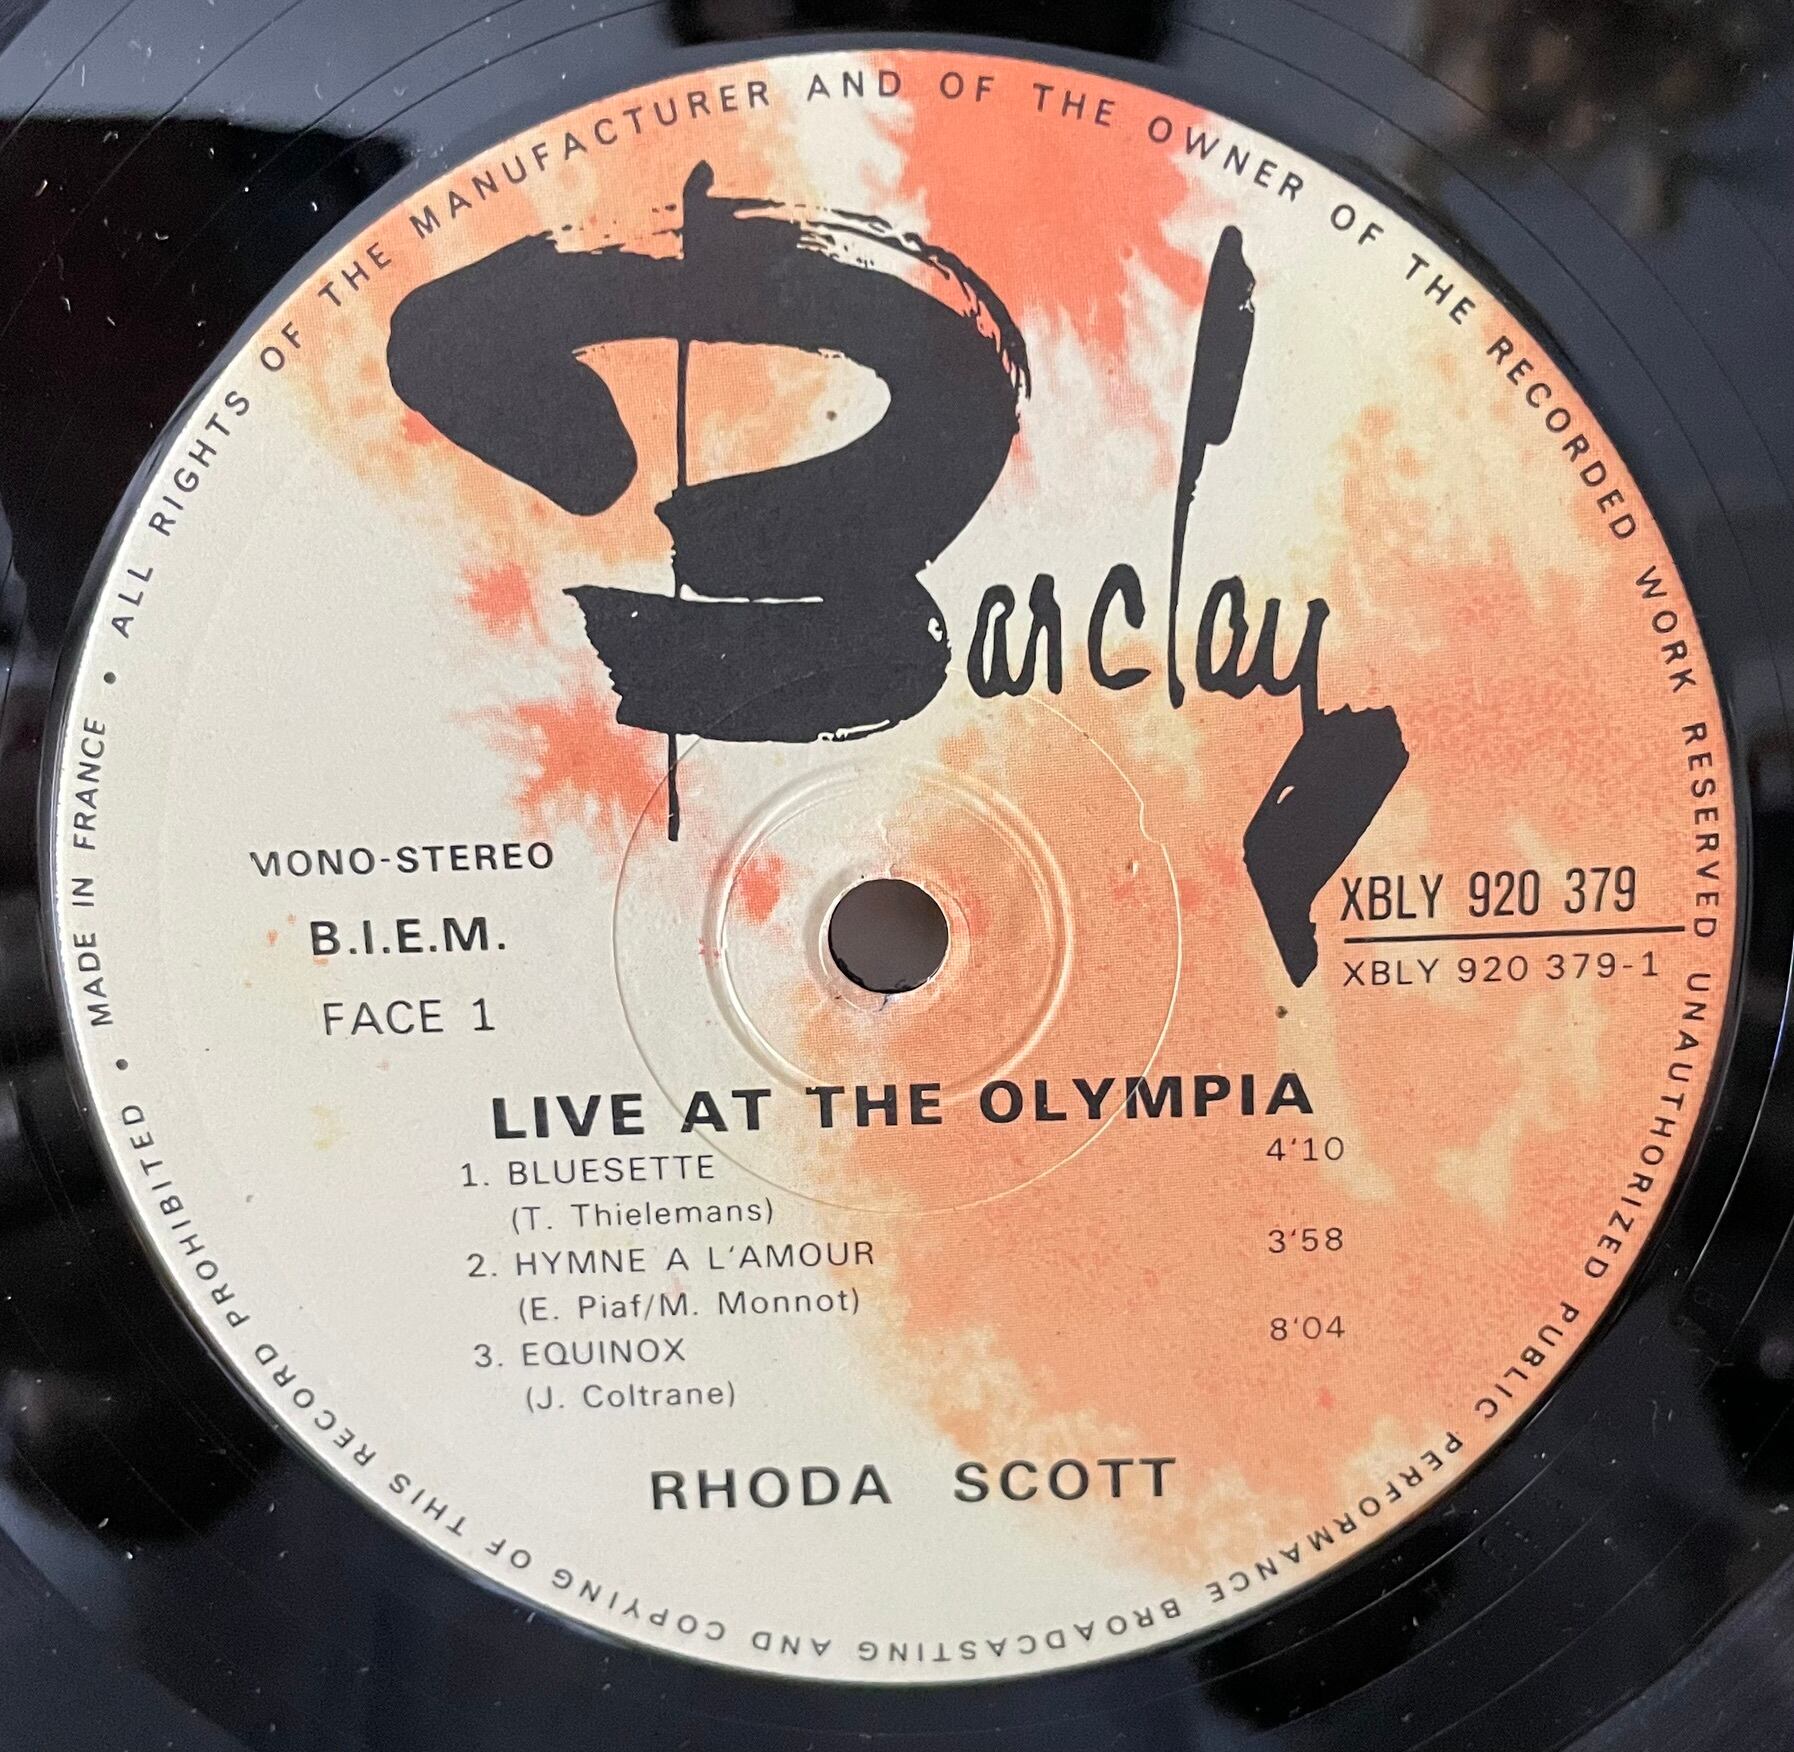 ALL RIGHTS OF THE MANUFACTURER AND OF THE OWNER OF THE RECORDED WORK RESERVED UNAUTHORIZED PUBLIC PERFORMANCE BROADCASTING AND COPYING OF THIS RECORD PROHIBITED • MADE IN FRANCE •
Barclay
MONO-STEREO
B.I.E.M.
FACE 1
XBLY 920 379
XBLY 920 379-1
LIVE AT THE OLYMPIA
1. BLUESETTE 4'10
(T. Thielemans)
2. HYMNE A L'AMOUR 3'58
(E. Piaf/M. Monnot)
3. EQUINOX 8'04
(J. Coltrane)
RHODA SCOTT